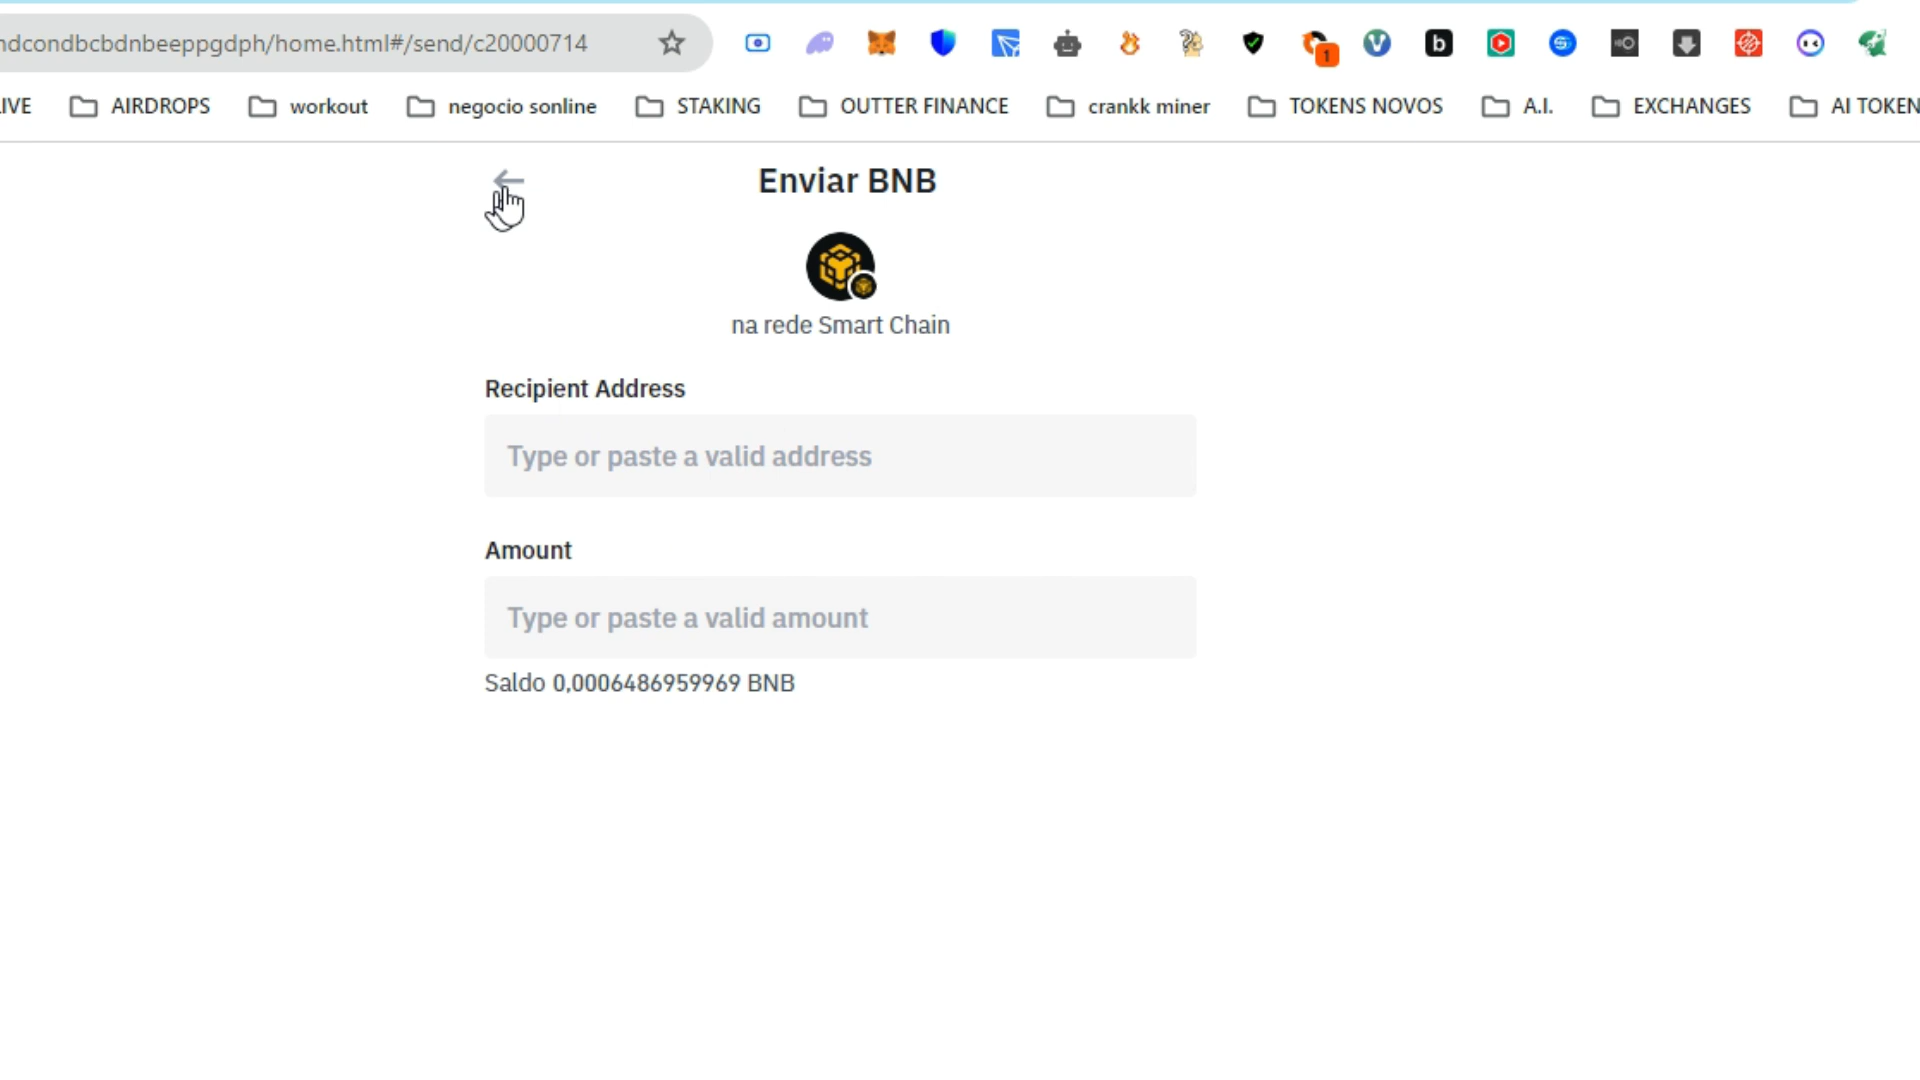 ndcondbcbdnbeeppgdph/home.html#/send/c20000714
1
IVE AIRDROPS workout negocio sonline STAKING OUTTER FINANCE crankk miner TOKENS NOVOS A.I. EXCHANGES AI TOKEN
Enviar BNB
na rede Smart Chain
Recipient Address
Type or paste a valid address
Amount
Type or paste a valid amount
Saldo 0,0006486959969 BNB